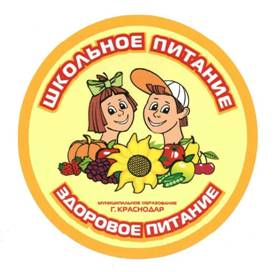 ШКОЛЬНОЕ ПИТАНИЕ
МУНИЦИПАЛЬНОЕ ОБРАЗОВАНИЕ
Г. КРАСНОДАР
ЗДОРОВОЕ ПИТАНИЕ